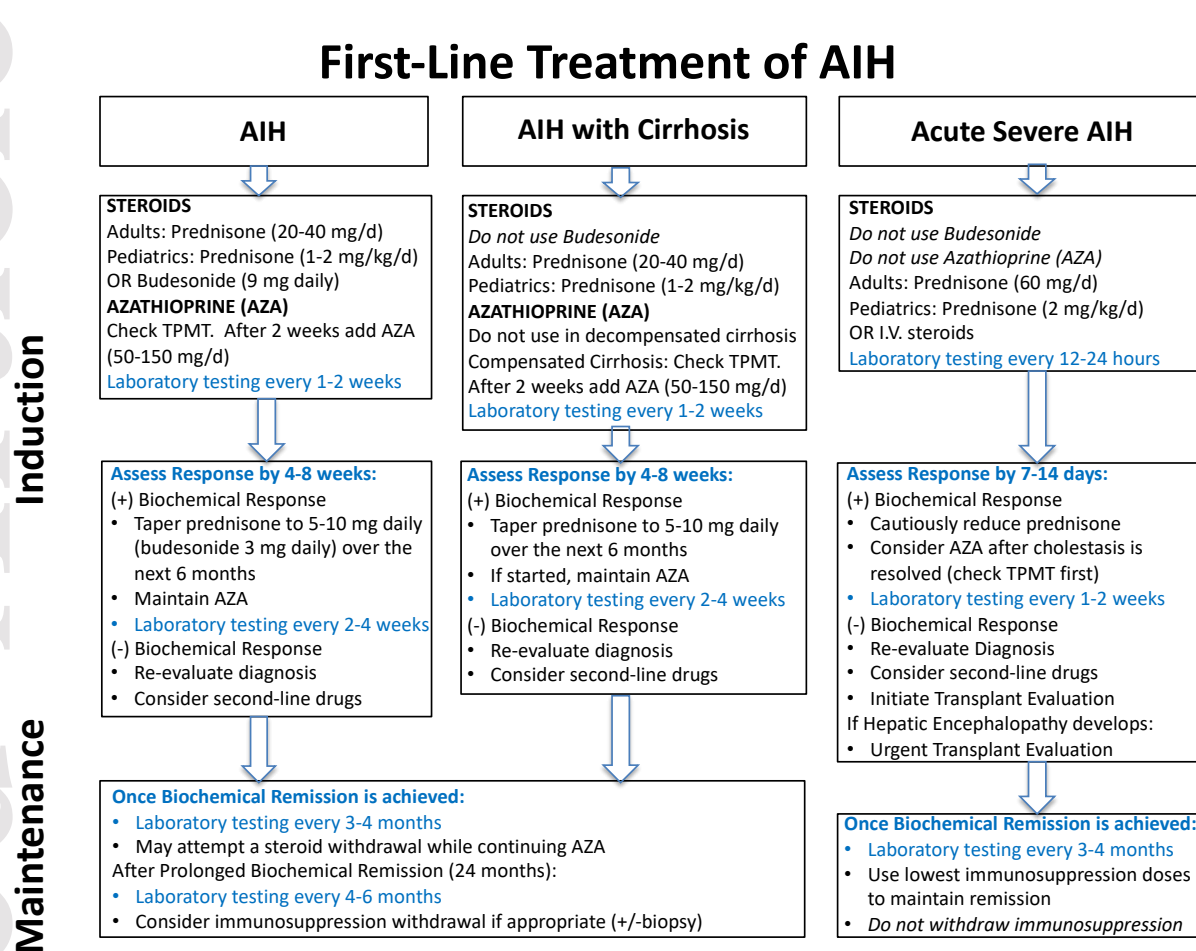 First-Line Treatment of AIH
AIH
STEROIDS
Adults: Prednisone (20-40 mg/d)
Pediatrics: Prednisone (1-2 mg/kg/d)
OR Budesonide (9 mg daily)
AZATHIOPRINE (AZA)
Check TPMT.  After 2 weeks add AZA
(50-150 mg/d)
Laboratory testing every 1-2 weeks
Assess Response by 4-8 weeks:
(+) Biochemical Response
• Taper prednisone to 5-10 mg daily
(budesonide 3 mg daily) over the
next 6 months
• Maintain AZA
• Laboratory testing every 2-4 weeks
(-) Biochemical Response
• Re-evaluate diagnosis
• Consider second-line drugs
AIH with Cirrhosis
STEROIDS
Do not use Budesonide
Adults: Prednisone (20-40 mg/d)
Pediatrics: Prednisone (1-2 mg/kg/d)
AZATHIOPRINE (AZA)
Do not use in decompensated cirrhosis
Compensated Cirrhosis: Check TPMT.
After 2 weeks add AZA (50-150 mg/d)
Laboratory testing every 1-2 weeks
Assess Response by 4-8 weeks:
(+) Biochemical Response
• Taper prednisone to 5-10 mg daily
over the next 6 months
• If started, maintain AZA
• Laboratory testing every 2-4 weeks
(-) Biochemical Response
• Re-evaluate diagnosis
• Consider second-line drugs
Once Biochemical Remission is achieved:
• Laboratory testing every 3-4 months
• May attempt a steroid withdrawal while continuing AZA
After Prolonged Biochemical Remission (24 months):
• Laboratory testing every 4-6 months
• Consider immunosuppression withdrawal if appropriate (+/-biopsy)
Acute Severe AIH
STEROIDS
Do not use Budesonide
Do not use Azathioprine (AZA)
Adults: Prednisone (60 mg/d)
Pediatrics: Prednisone (2 mg/kg/d)
OR I.V. steroids
Laboratory testing every 12-24 hours
Assess Response by 7-14 days:
(+) Biochemical Response
• Cautiously reduce prednisone
• Consider AZA after cholestasis is
resolved (check TPMT first)
• Laboratory testing every 1-2 weeks
(-) Biochemical Response
• Re-evaluate Diagnosis
• Consider second-line drugs
• Initiate Transplant Evaluation
If Hepatic Encephalopathy develops:
• Urgent Transplant Evaluation
Once Biochemical Remission is achieved:
• Laboratory testing every 3-4 months
• Use lowest immunosuppression doses
to maintain remission
• Do not withdraw immunosuppression
Induction
Maintenance